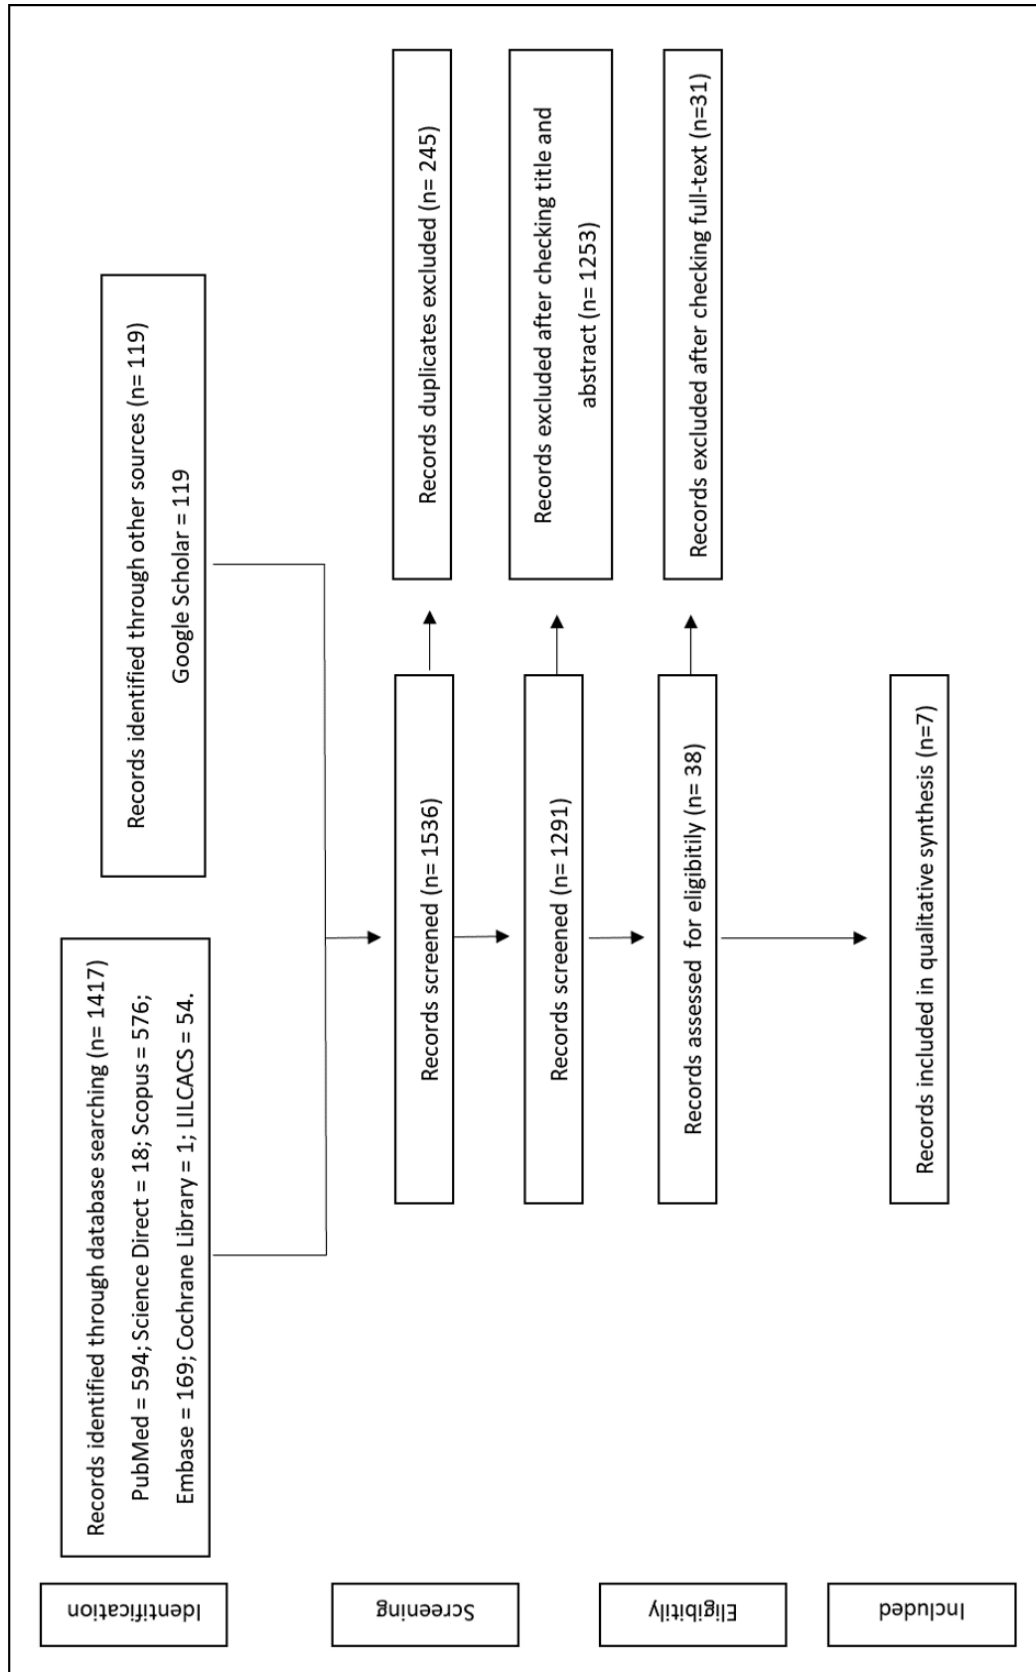 Identification
Records identified through database searching (n= 1417)
PubMed = 594; Science Direct = 18; Scopus = 576;
Embase = 169; Cochrane Library = 1; LILCACS = 54.
Records identified through other sources (n= 119)
Google Scholar = 119
Screening
Records screened (n= 1536)
Records duplicates excluded (n= 245)
Records screened (n= 1291)
Records excluded after checking title and
abstract (n= 1253)
Eligibitily
Records assessed for eligibitily (n= 38)
Records excluded after checking full-text (n=31)
Included
Records included in qualitative synthesis (n=7)